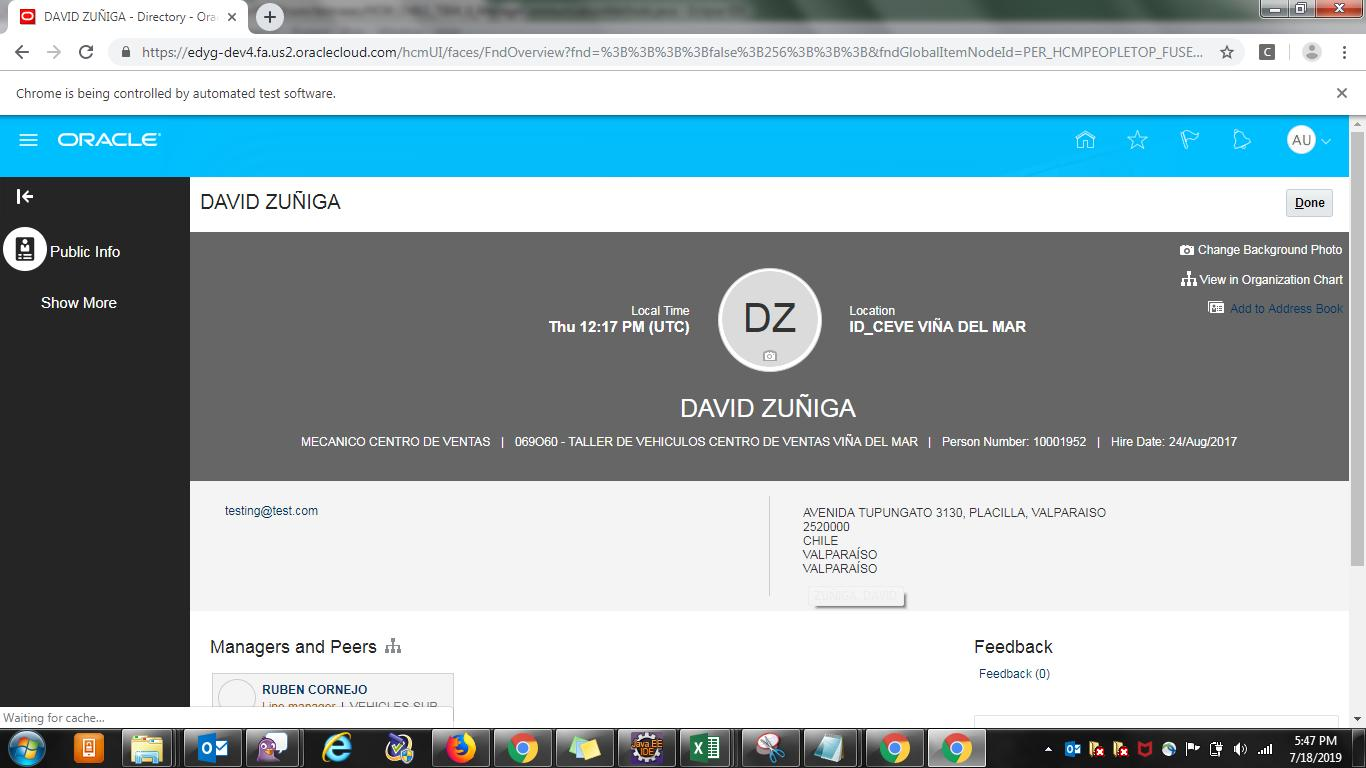 DAVID ZUÑIGA - Directory - Ora
https://edyg-dev4.fa.us2.oraclecloud.com/hcmUI/faces/FndOverview?fnd=%3B%3B%3B%3Bfalse%3B256%3B%3B%3B&fndGlobalItemNodeId=PER_HCMPEOPLETOP_FUSE...
C
Chrome is being controlled by automated test software.
ORACLE
AU
DAVID ZUÑIGA
Done
Public Info
Show More
Change Background Photo
View in Organization Chart
Add to Address Book
Local Time
Thu 12:17 PM (UTC)
DZ
Location
ID_CEVE VIÑA DEL MAR
DAVID ZUÑIGA
MECANICO CENTRO DE VENTAS | 069O60 - TALLER DE VEHICULOS CENTRO DE VENTAS VIÑA DEL MAR | Person Number: 10001952 | Hire Date: 24/Aug/2017
testing@test.com
AVENIDA TUPUNGATO 3130, PLACILLA, VALPARAISO
2520000
CHILE
VALPARAÍSO
VALPARAÍSO
ZUÑIGA, DAVID
Managers and Peers
RUBEN CORNEJO
Line manager | VEHICLES SUP
Feedback
Feedback (0)
Waiting for cache...
Java EE
IDE
5:47 PM
7/18/2019